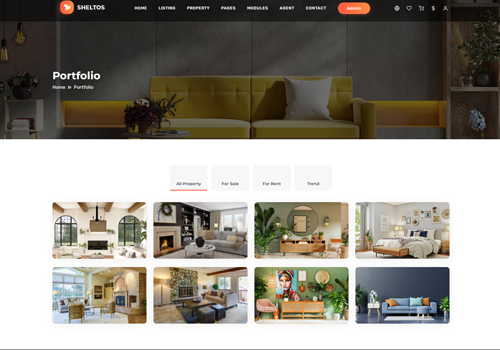 SHELTOS
HOME LISTING PROPERTY PAGES MODULES AGENT CONTACT Admin $
Portfolio
Home » Portfolio
All Property For Sale For Rent Trend